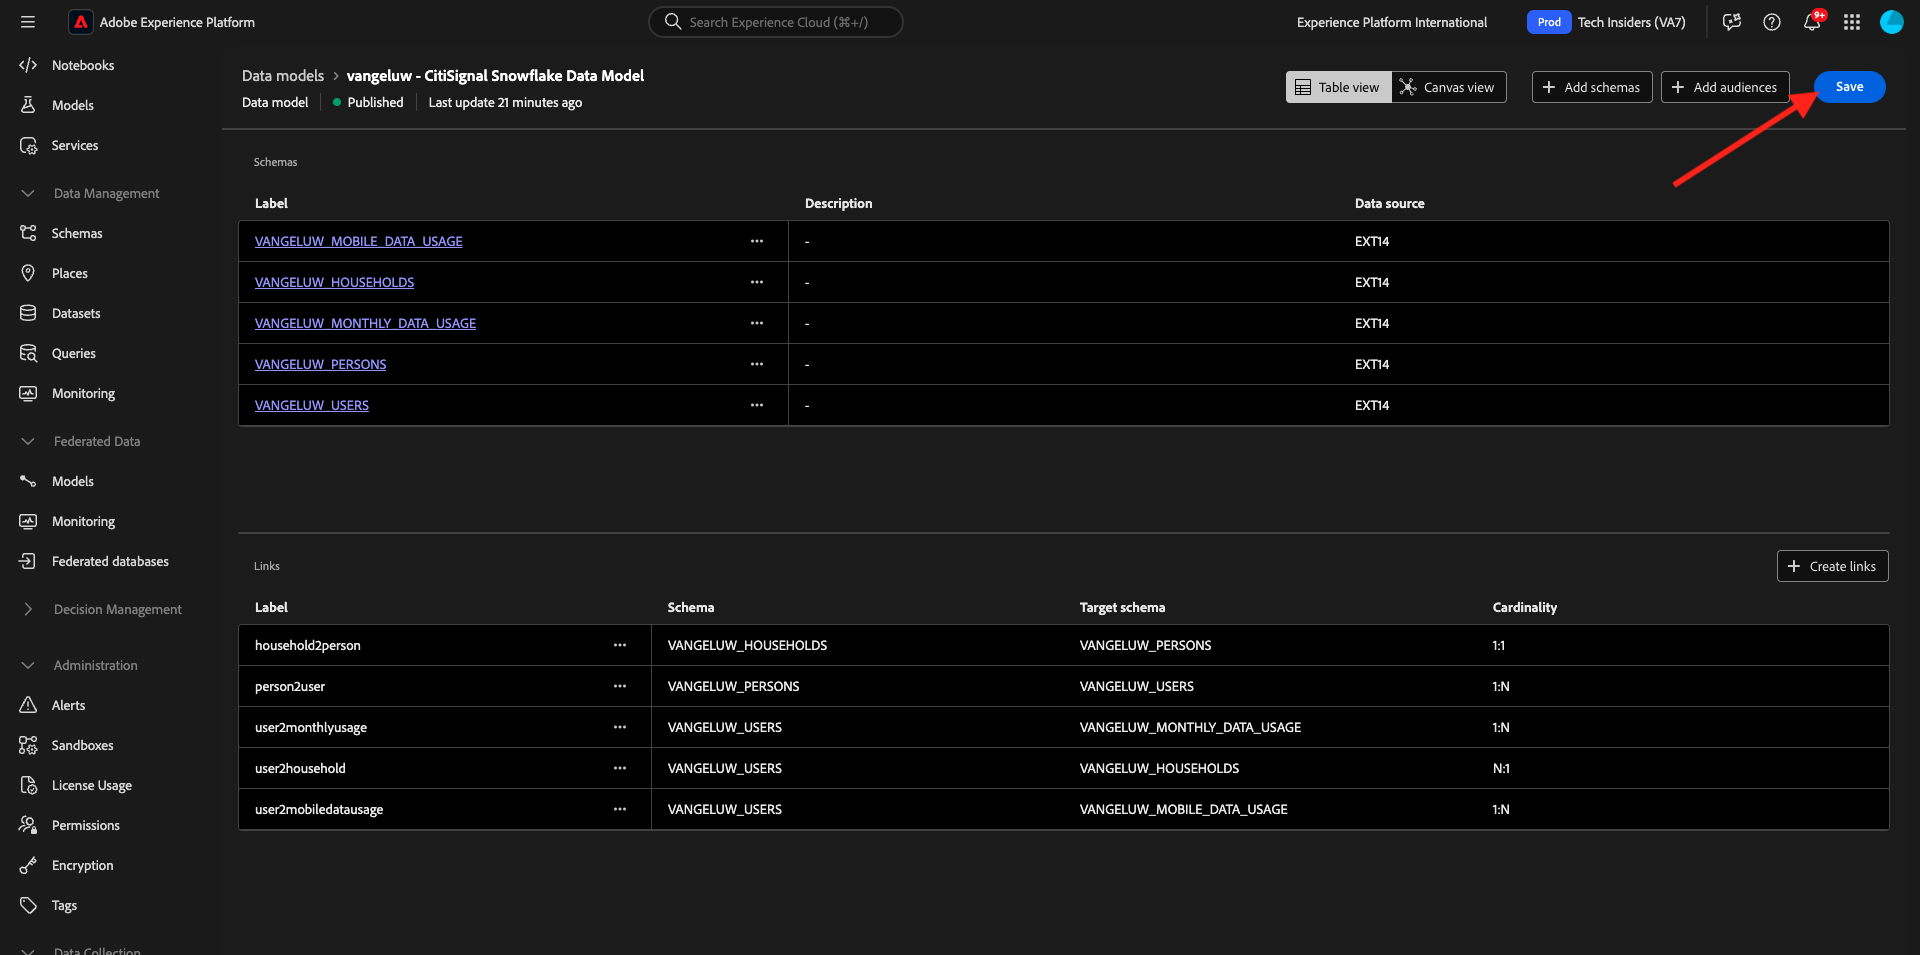 Adobe Experience Platform
Search Experience Cloud (⌘+/)
Experience Platform International
Prod
Tech Insiders (VA7)
9+
Notebooks
Models
Services
Data Management
Schemas
Places
Datasets
Queries
Monitoring
Federated Data
Models
Monitoring
Federated databases
Decision Management
Administration
Alerts
Sandboxes
License Usage
Permissions
Encryption
Tags
Data Collection
Data models > vangeluw - CitiSignal Snowflake Data Model
Data model
Published
Last update 21 minutes ago
Table view
Canvas view
+ Add schemas
+ Add audiences
Save
Schemas
Label Description Data source
VANGELUW_MOBILE_DATA_USAGE ... - EXT14
VANGELUW_HOUSEHOLDS ... - EXT14
VANGELUW_MONTHLY_DATA_USAGE ... - EXT14
VANGELUW_PERSONS ... - EXT14
VANGELUW_USERS ... - EXT14
Links
+ Create links
Label Schema Target schema Cardinality
household2person ... VANGELUW_HOUSEHOLDS VANGELUW_PERSONS 1:1
person2user ... VANGELUW_PERSONS VANGELUW_USERS 1:N
user2monthlyusage ... VANGELUW_USERS VANGELUW_MONTHLY_DATA_USAGE 1:N
user2household ... VANGELUW_USERS VANGELUW_HOUSEHOLDS N:1
user2mobiledatausage ... VANGELUW_USERS VANGELUW_MOBILE_DATA_USAGE 1:N